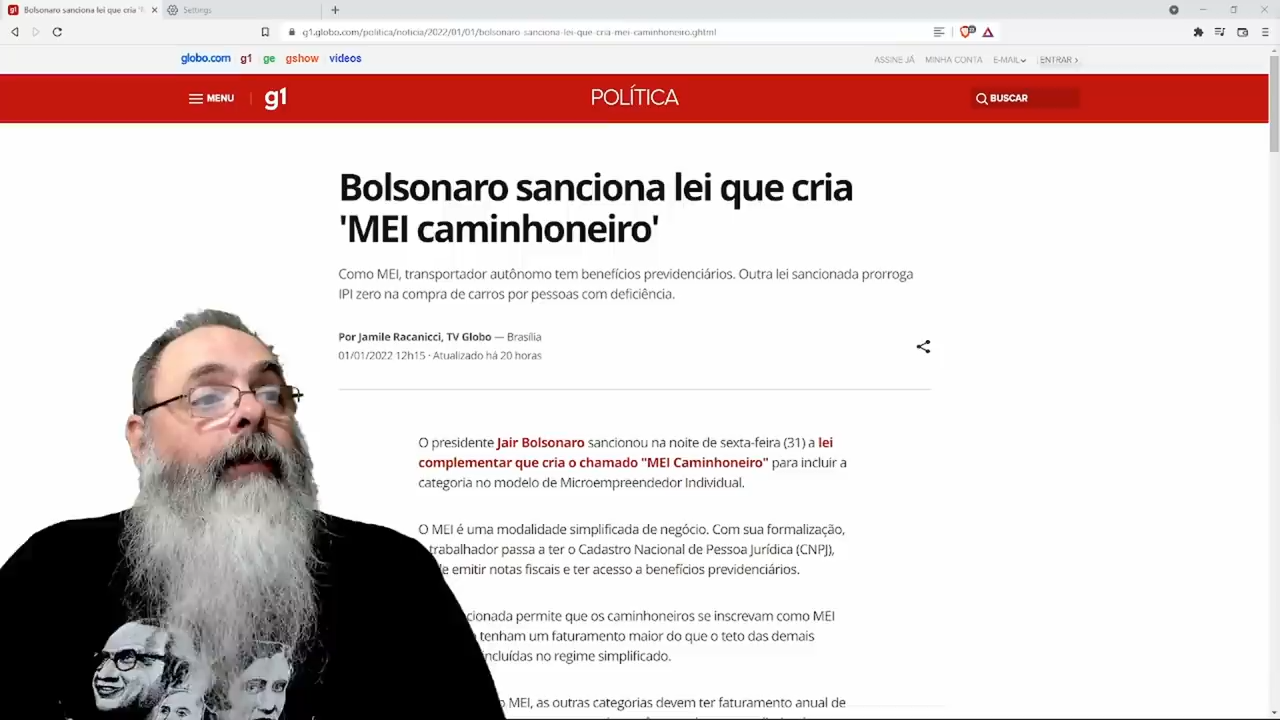 Bolsonaro sanciona lei que cria
Settings
g1.globo.com/politica/noticia/2022/01/01/bolsonaro-sanciona-lei-que-cria-mei-caminhoneiro.ghtml
globo.com g1 ge gshow videos
ASSINE JÁ MINHA CONTA E-MAIL ENTRAR
MENU g1 POLÍTICA BUSCAR
Bolsonaro sanciona lei que cria
'MEI caminhoneiro'
Como MEI, transportador autônomo tem benefícios previdenciários. Outra lei sancionada prorroga
IPI zero na compra de carros por pessoas com deficiência.
Por Jamile Racanicci, TV Globo — Brasília
01/01/2022 12h15 · Atualizado há 20 horas
O presidente Jair Bolsonaro sancionou na noite de sexta-feira (31) a lei
complementar que cria o chamado "MEI Caminhoneiro" para incluir a
categoria no modelo de Microempreendedor Individual.
O MEI é uma modalidade simplificada de negócio. Com sua formalização,
trabalhador passa a ter o Cadastro Nacional de Pessoa Jurídica (CNPJ),
emitir notas fiscais e ter acesso a benefícios previdenciários.
cionada permite que os caminhoneiros se inscrevam como MEI
tenham um faturamento maior do que o teto das demais
ncluídas no regime simplificado.
MEI, as outras categorias devem ter faturamento anual de